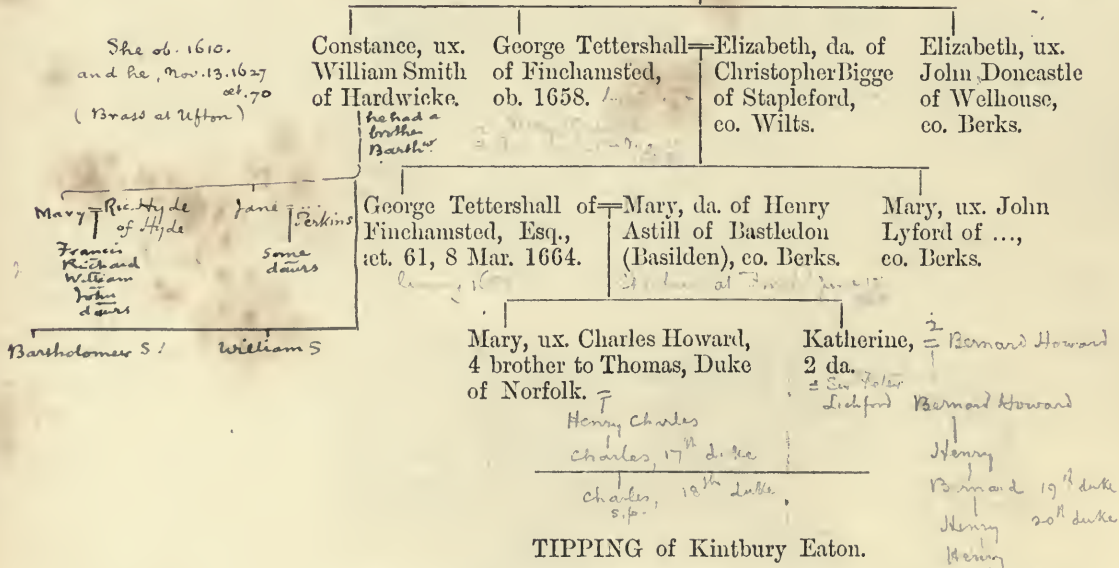 She ob. 1610.
and he, Nov. 13. 1627
æt. 70
(Brass at Ufton)
Constance, ux.
William Smith
of Hardwicke.
he had a
brother
Barthw.
George Tettershall
of Finchamsted,
ob. 1658.
Elizabeth, da. of
Christopher Bigge
of Stapleford,
co. Wilts.
Elizabeth, ux.
John Doncastle
of Welhouse,
co. Berks.
Mary = Ric. Hyde
of Hyde
Francis
Richard
William
John
daurs
Jane = ... Perkins
some
daurs
Bartholomew S!
William S
George Tettershall of
Finchamsted, Esq.,
æt. 61, 8 Mar. 1664.
Mary, da. of Henry
Astill of Bastledon
(Basilden), co. Berks.
Mary, ux. John
Lyford of ...,
co. Berks.
Mary, ux. Charles Howard,
4 brother to Thomas, Duke
of Norfolk. =
Henry Charles
Charles, 17th duke
Charles, 18th duke
s.p.
Katherine,
2 da.
2
= Bernard Howard
1
= Sir
Lichford
Bernard Howard
Henry
Bernard 19th duke
Henry 20th duke
Henry
TIPPING of Kintbury Eaton.